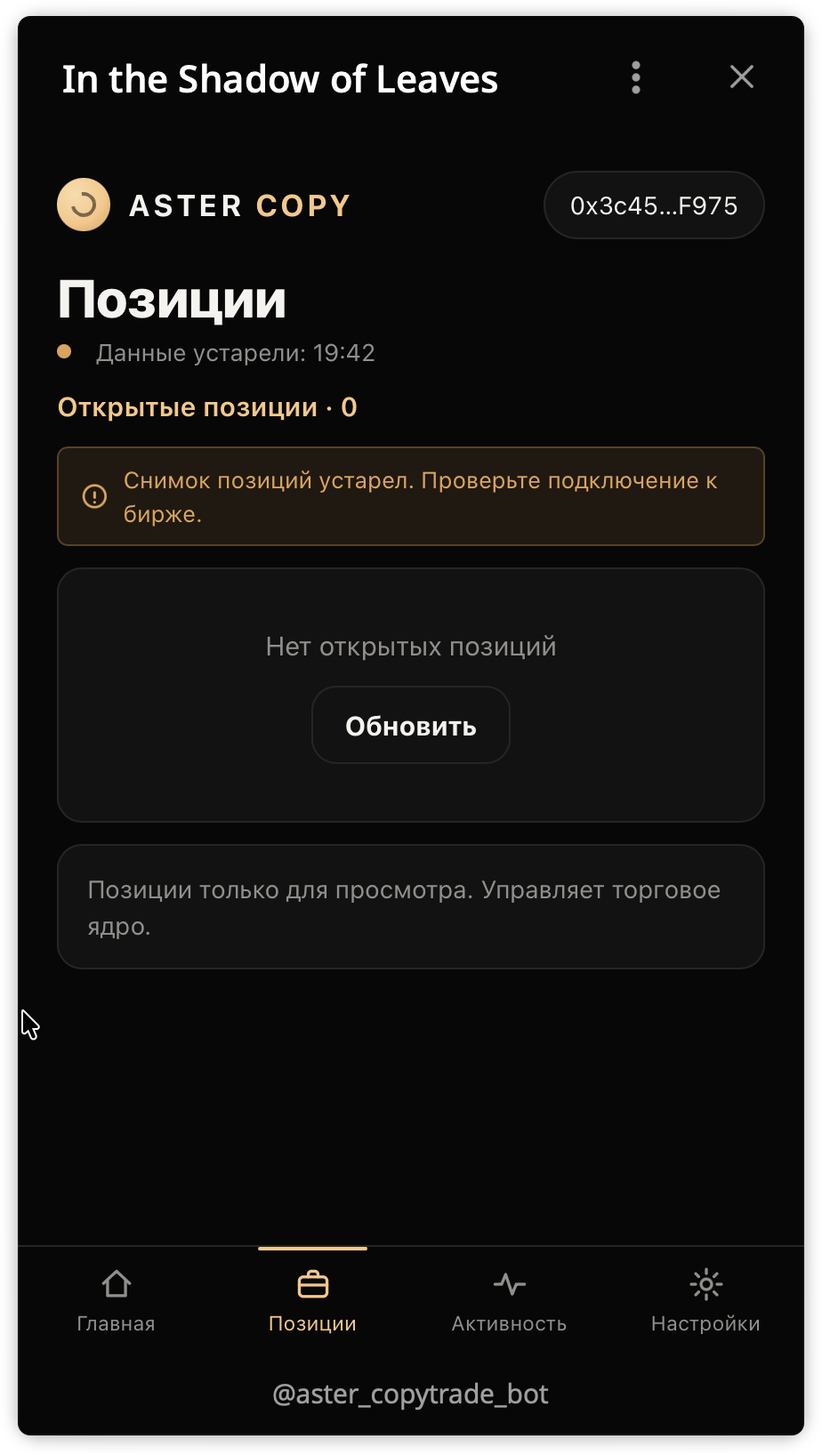 In the Shadow of Leaves
ASTER COPY
0x3c45...F975
Позиции
Данные устарели: 19:42
Открытые позиции · 0
Снимок позиций устарел. Проверьте подключение к
бирже.
Нет открытых позиций
Обновить
Позиции только для просмотра. Управляет торговое
ядро.
Главная
Позиции
Активность
Настройки
@aster_copytrade_bot